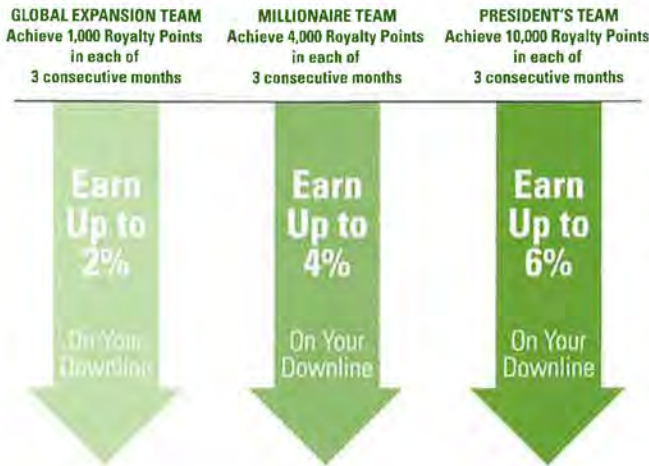 GLOBAL EXPANSION TEAM
Achieve 1,000 Royalty Points
in each of
3 consecutive months
MILLIONAIRE TEAM
Achieve 4,000 Royalty Points
in each of
3 consecutive months
PRESIDENT'S TEAM
Achieve 10,000 Royalty Points
in each of
3 consecutive months
Earn
Up to
2%
On Your
Downline
Earn
Up to
4%
On Your
Downline
Earn
Up to
6%
On Your
Downline